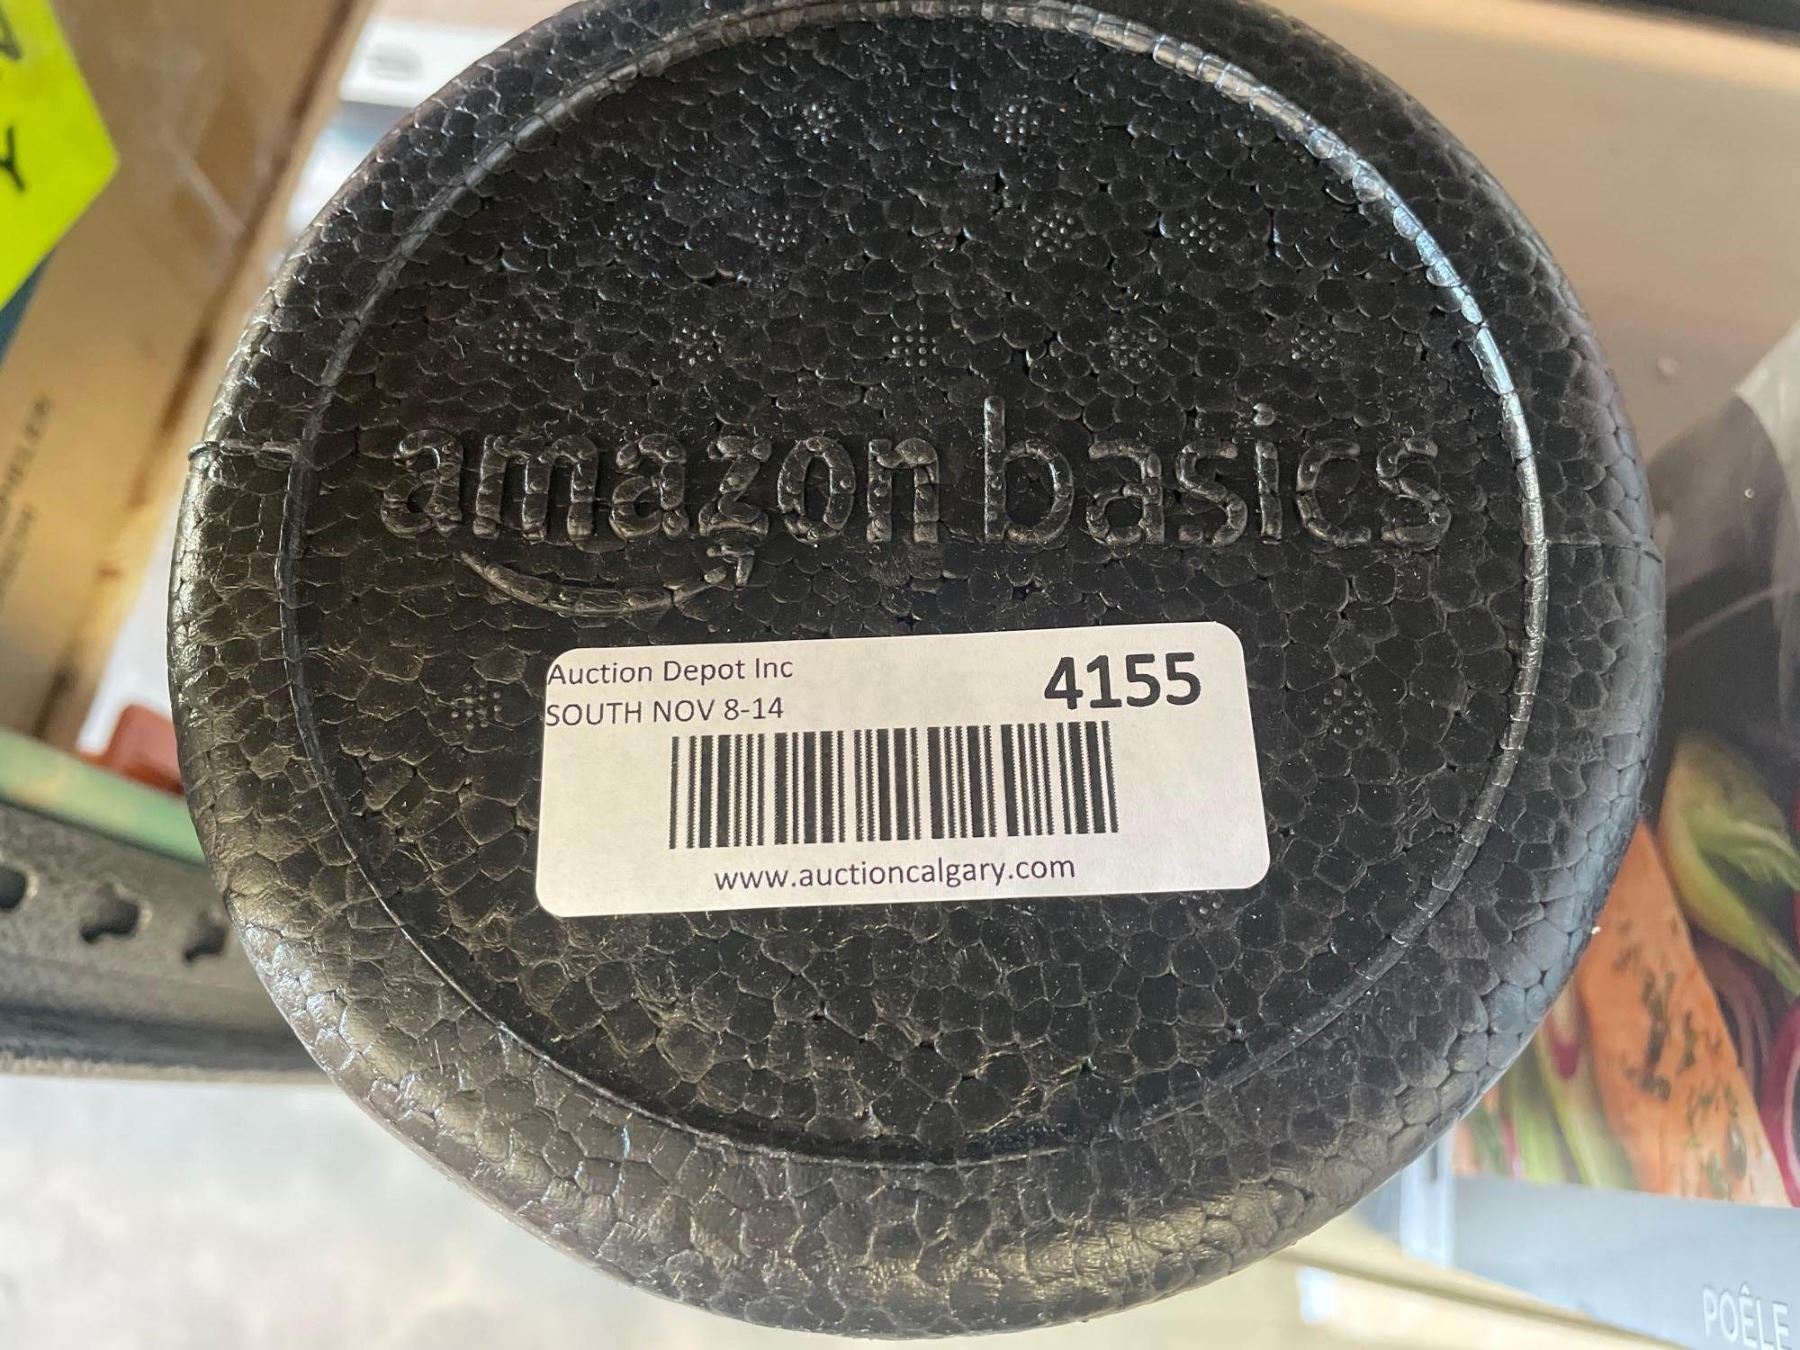 amazon basics
Auction Depot Inc
4155
SOUTH NOV 8-14
www.auctioncalgary.com
POÊLE